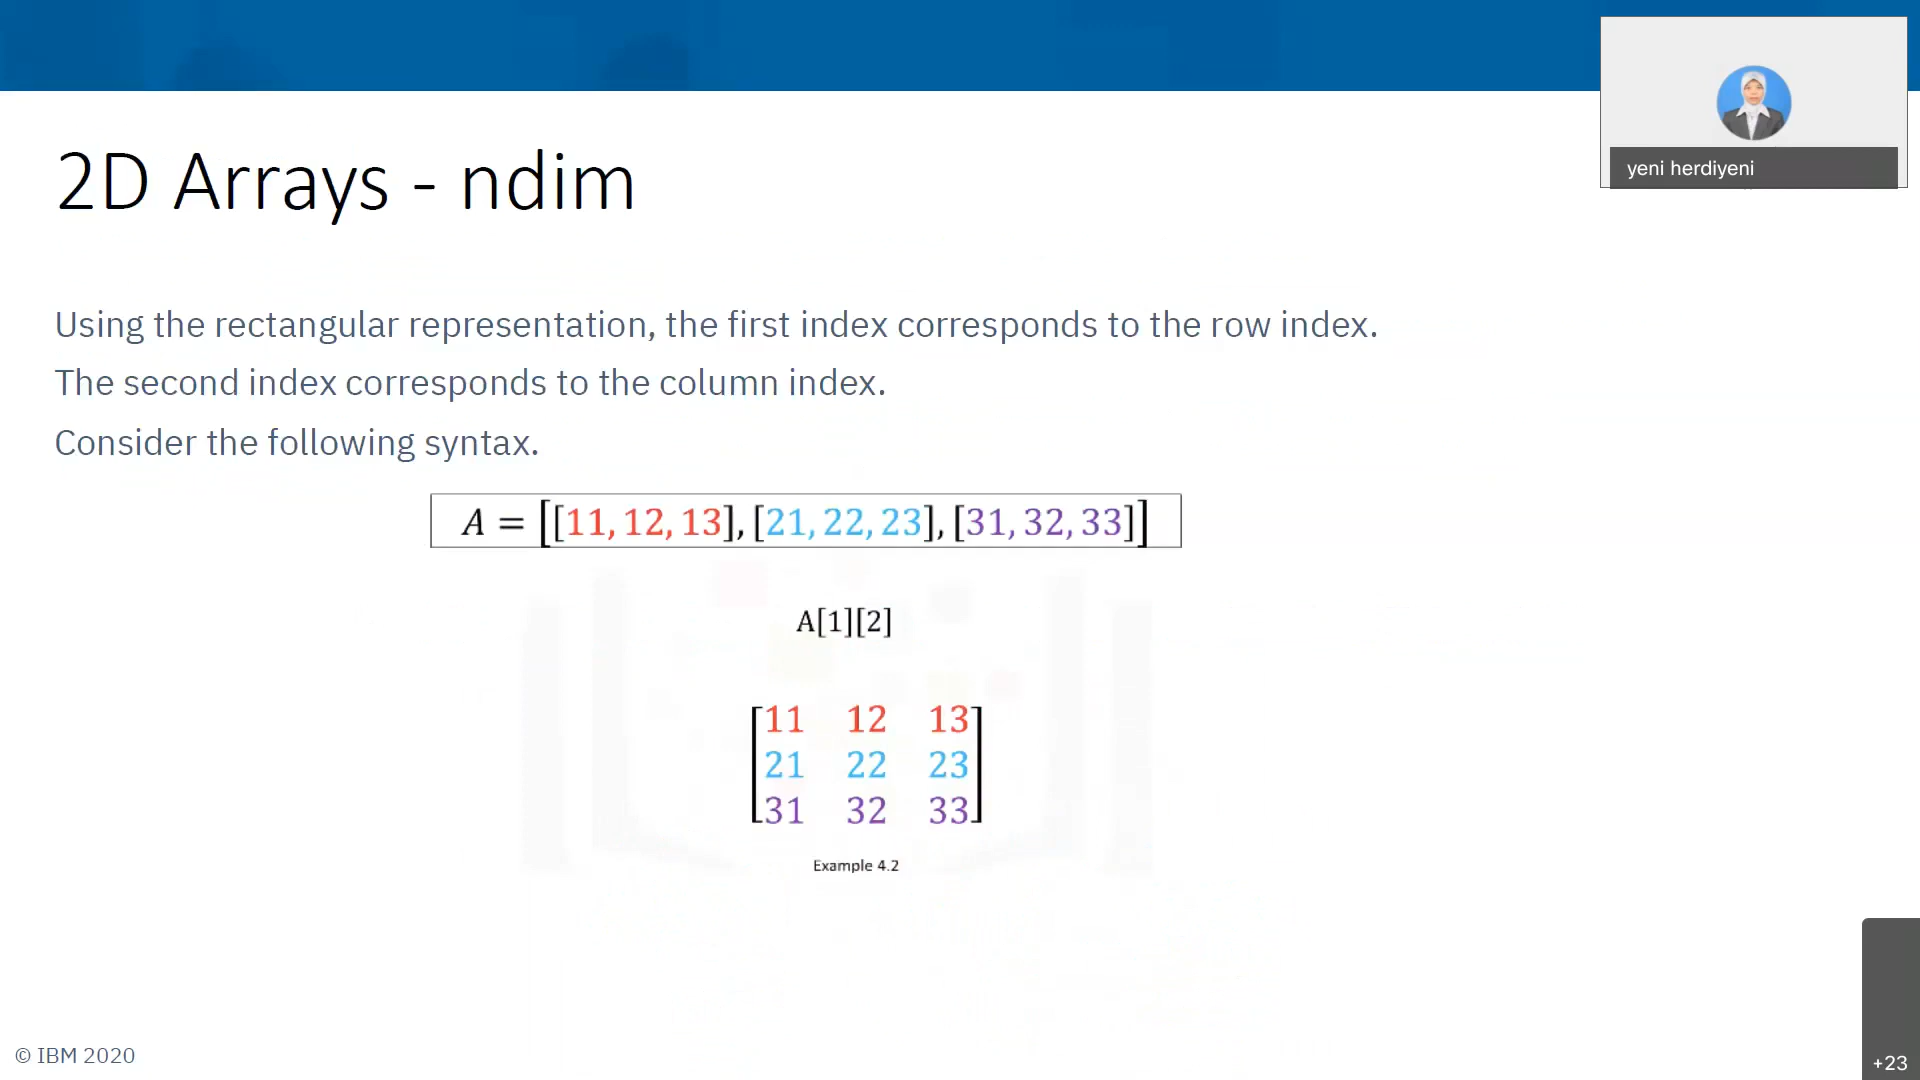 yeni herdiyeni
2D Arrays - ndim
Using the rectangular representation, the first index corresponds to the row index.
The second index corresponds to the column index.
Consider the following syntax.
A = [[11, 12, 13], [21, 22, 23], [31, 32, 33]]
A[1][2]
11 12 13
21 22 23
31 32 33
Example 4.2
© IBM 2020
+23